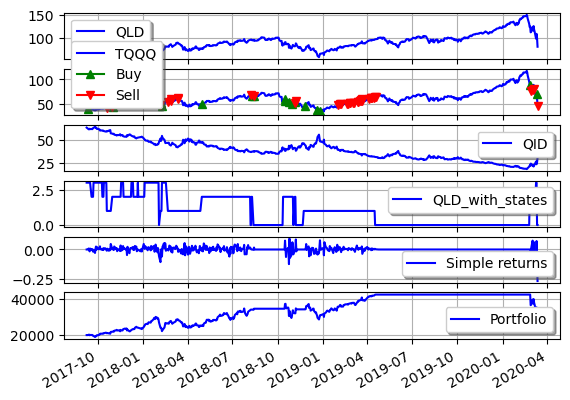 150
100
QLD
TQQQ
Buy
Sell
100
50
50
25
QID
2.5
0.0
QLD_with_states
0.00
−0.25
Simple returns
40000
20000
Portfolio
2017-10
2018-01
2018-04
2018-07
2018-10
2019-01
2019-04
2019-07
2019-10
2020-01
2020-04